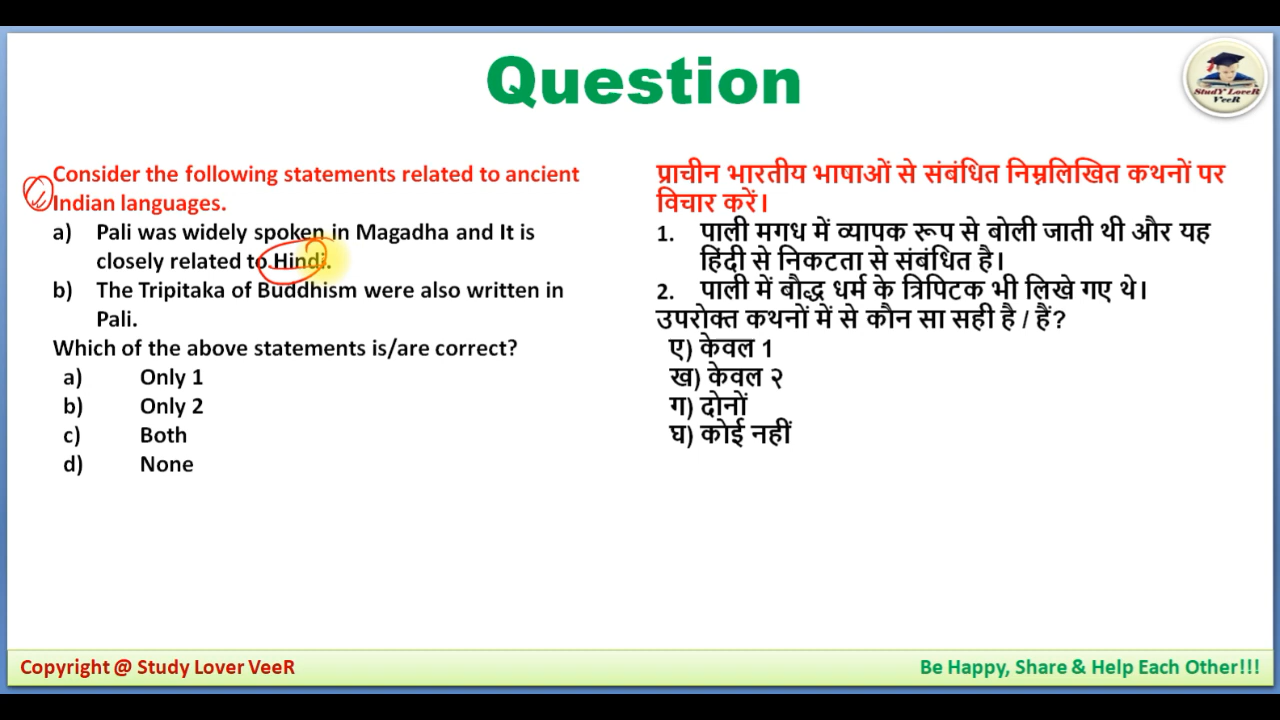 Question
StudY LoveR
VeeR
Consider the following statements related to ancient
Indian languages.
a) Pali was widely spoken in Magadha and It is
closely related to Hindi.
b) The Tripitaka of Buddhism were also written in
Pali.
Which of the above statements is/are correct?
a) Only 1
b) Only 2
c) Both
d) None
प्राचीन भारतीय भाषाओं से संबंधित निम्नलिखित कथनों पर
विचार करें।
1. पाली मगध में व्यापक रूप से बोली जाती थी और यह
हिंदी से निकटता से संबंधित है।
2. पाली में बौद्ध धर्म के त्रिपिटक भी लिखे गए थे।
उपरोक्त कथनों में से कौन सा सही है / हैं?
ए) केवल 1
ख) केवल २
ग) दोनों
घ) कोई नहीं
Copyright @ Study Lover VeeR
Be Happy, Share & Help Each Other!!!